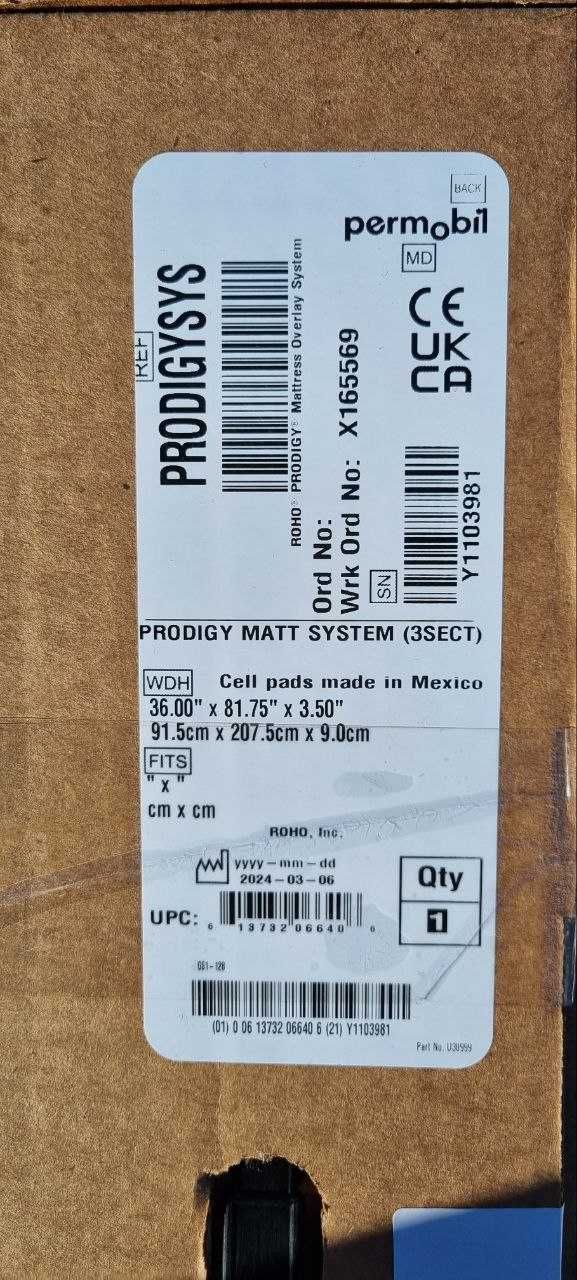 BACK
permobil
MD
CE
UK
CA
REF
PRODIGYSYS
ROHO® PRODIGY® Mattress Overlay System
Ord No:
Wrk Ord No: X165569
SN
Y1103981
PRODIGY MATT SYSTEM (3SECT)
WDH Cell pads made in Mexico
36.00" x 81.75" x 3.50"
91.5cm x 207.5cm x 9.0cm
FITS
" x "
cm x cm
ROHO, Inc.
yyyy-mm-dd
2024-03-06
Qty
1
UPC:
6 13732 06640 6
GS1-128
(01) 0 06 13732 06640 6 (21) Y1103981
Part No. U30999